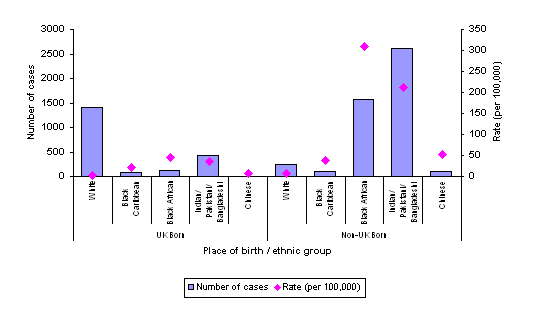 3000
2500
2000
1500
1000
500
0
Number of cases
350
300
250
200
150
100
50
0
Rate (per 100,000)
White
Black
Caribbean
Black African
Indian/
Pakistani/
Bangladeshi
Chinese
White
Black
Caribbean
Black African
Indian/
Pakistani/
Bangladeshi
Chinese
UK Born
Non-UK Born
Place of birth / ethnic group
Number of cases
Rate (per 100,000)